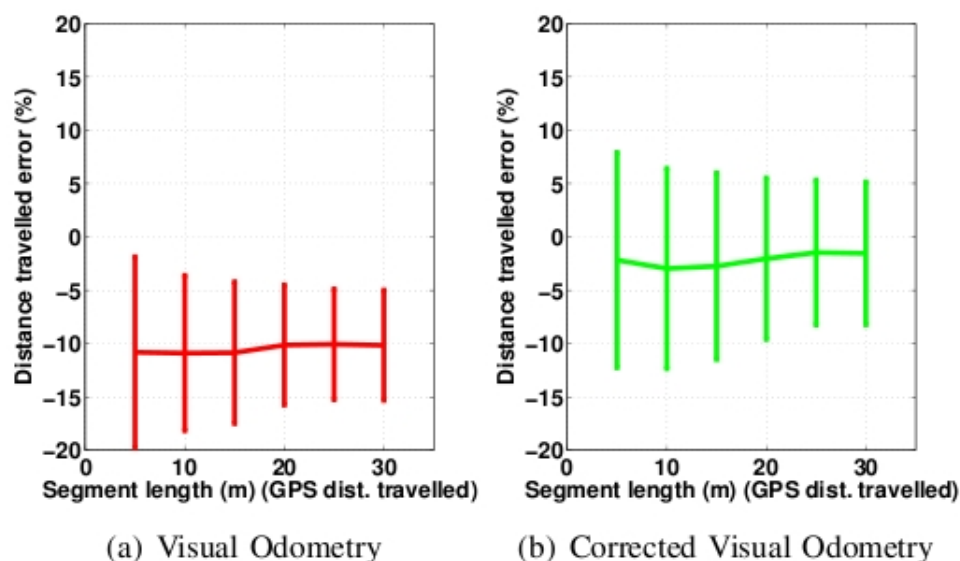 20
15
10
5
0
−5
−10
−15
−20
0 10 20 30
Distance travelled error (%)
Segment length (m) (GPS dist. travelled)
(a) Visual Odometry
20
15
10
5
0
−5
−10
−15
−20
0 10 20 30
Distance travelled error (%)
Segment length (m) (GPS dist. travelled)
(b) Corrected Visual Odometry